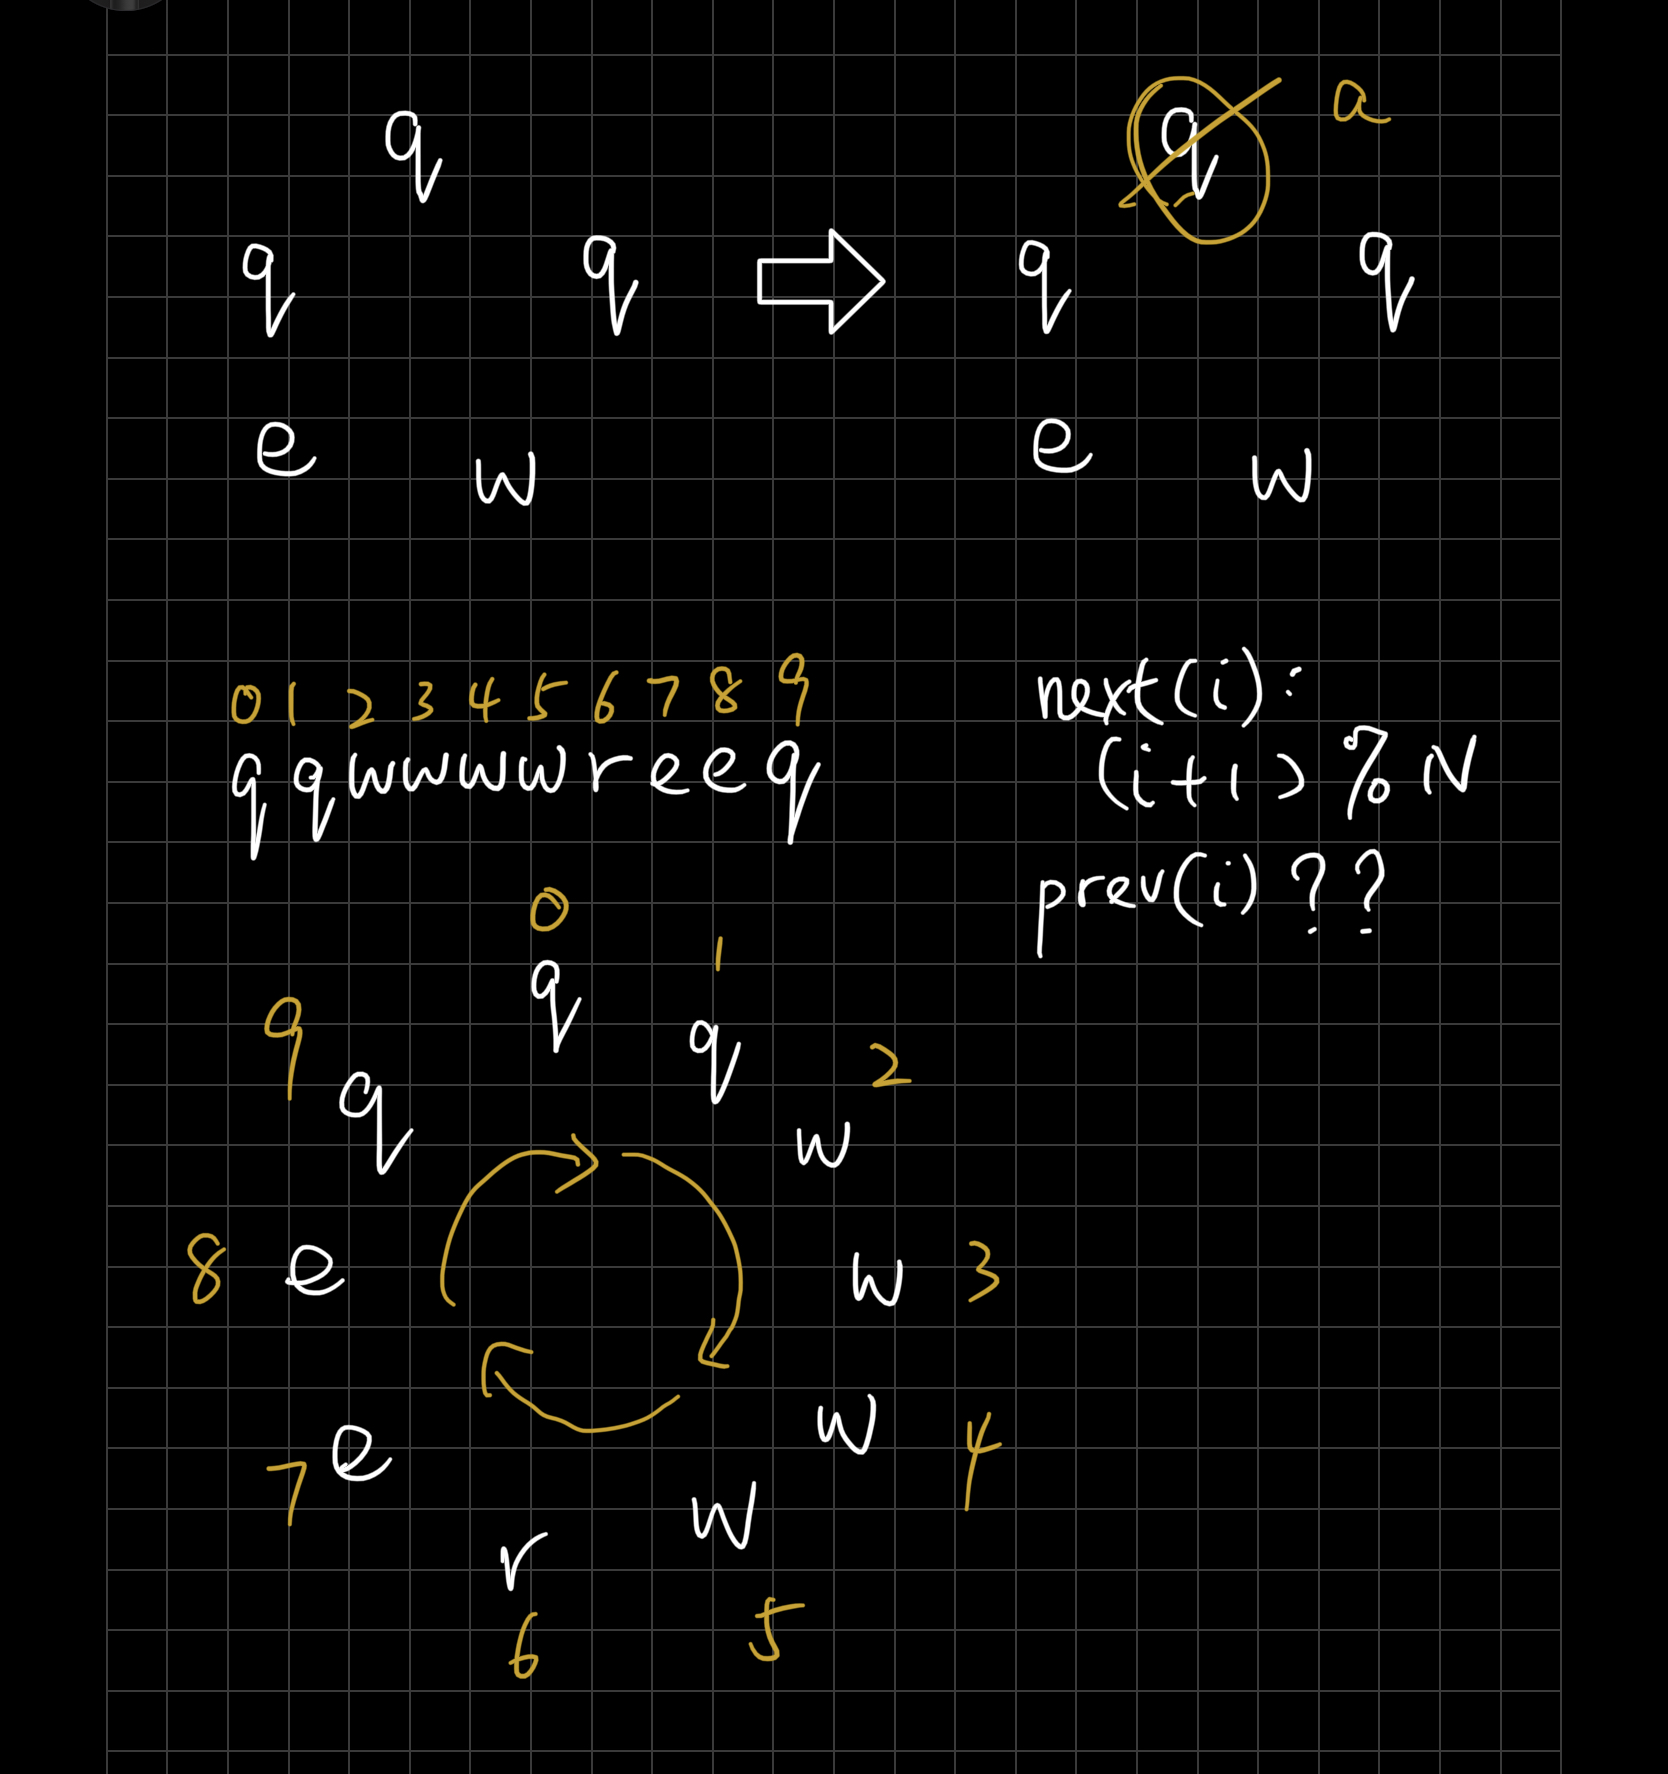 q q a
q q q q
e w e w
0 1 2 3 4 5 6 7 8 9
qqwwwwreeq
next(i):
(i+1)%N
prev(i)??
0
1
q
9 q 2
q w
8 e w 3
w 4
7 e
r w
6 5